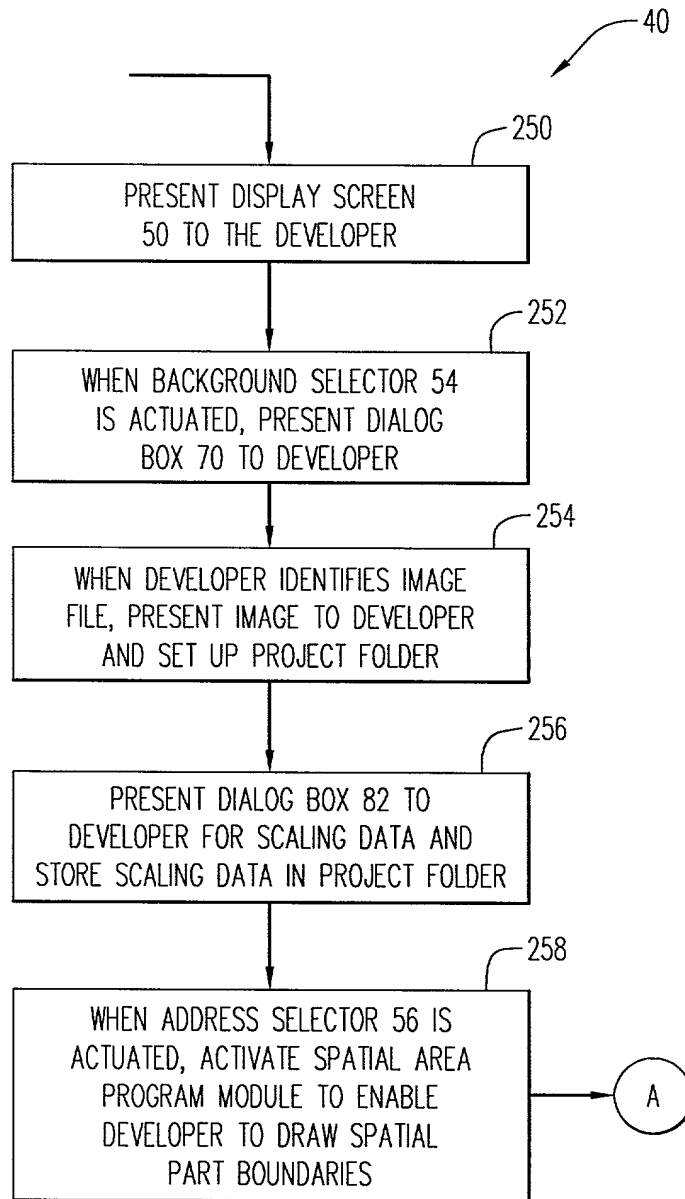 40
250
PRESENT DISPLAY SCREEN
50 TO THE DEVELOPER
252
WHEN BACKGROUND SELECTOR 54
IS ACTUATED, PRESENT DIALOG
BOX 70 TO DEVELOPER
254
WHEN DEVELOPER IDENTIFIES IMAGE
FILE, PRESENT IMAGE TO DEVELOPER
AND SET UP PROJECT FOLDER
256
PRESENT DIALOG BOX 82 TO
DEVELOPER FOR SCALING DATA AND
STORE SCALING DATA IN PROJECT FOLDER
258
WHEN ADDRESS SELECTOR 56 IS
ACTUATED, ACTIVATE SPATIAL AREA
PROGRAM MODULE TO ENABLE
DEVELOPER TO DRAW SPATIAL
PART BOUNDARIES
A